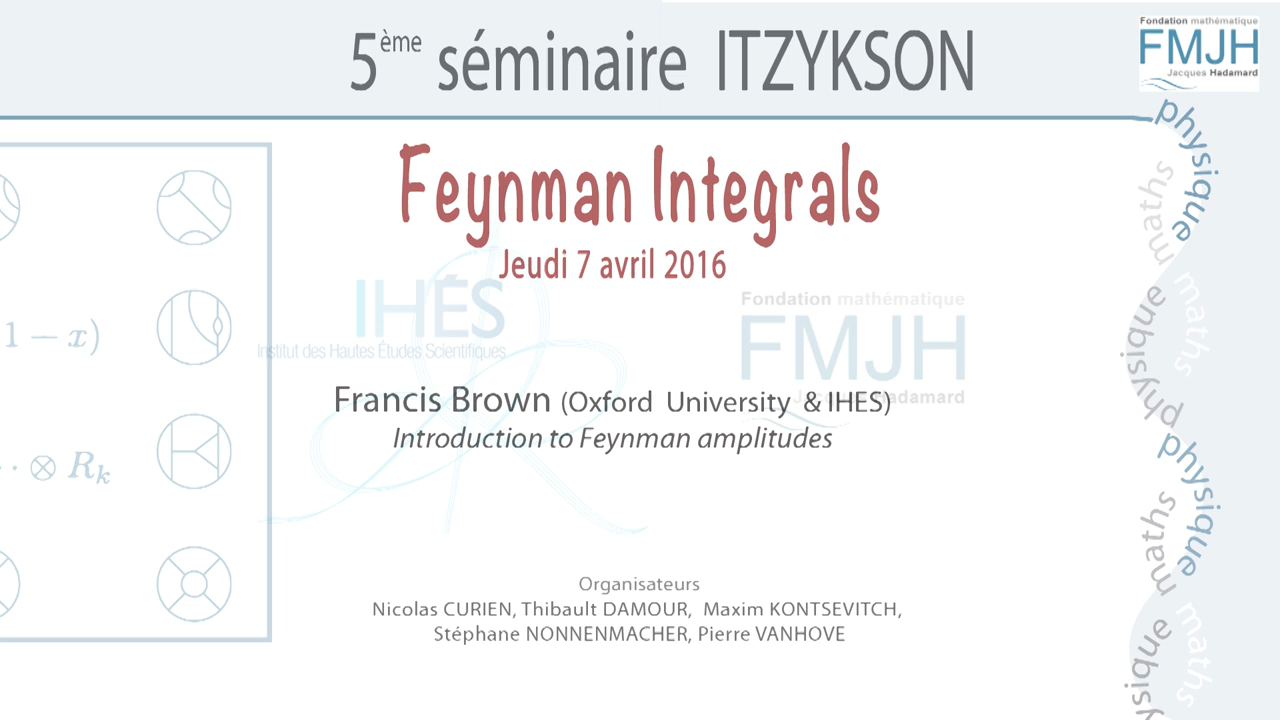 5ème séminaire ITZYKSON
Fondation mathématique
FMJH
Jacques Hadamard
Feynman Integrals
Jeudi 7 avril 2016
IHÉS
Institut des Hautes Études Scientifiques
Fondation mathématique
FMJH
Jacques Hadamard
1 − x)
Francis Brown (Oxford University & IHES)
Introduction to Feynman amplitudes
·· ⊗ Rk
Organisateurs
Nicolas CURIEN, Thibault DAMOUR, Maxim KONTSEVITCH,
Stéphane NONNENMACHER, Pierre VANHOVE
physique
maths
maths
physique
physique
maths
maths
physique